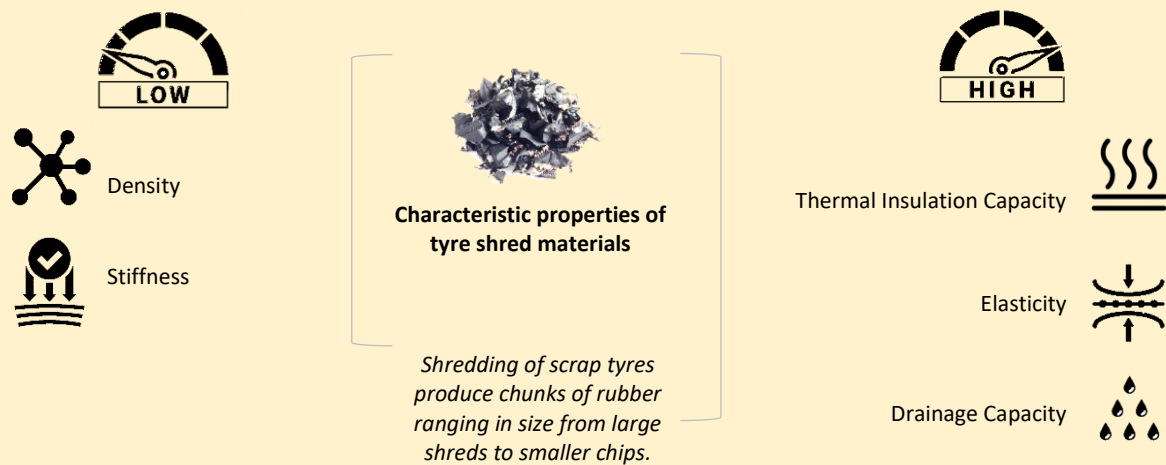 LOW
Density
Stiffness
Characteristic properties of
tyre shred materials
Shredding of scrap tyres
produce chunks of rubber
ranging in size from large
shreds to smaller chips.
HIGH
Thermal Insulation Capacity
Elasticity
Drainage Capacity